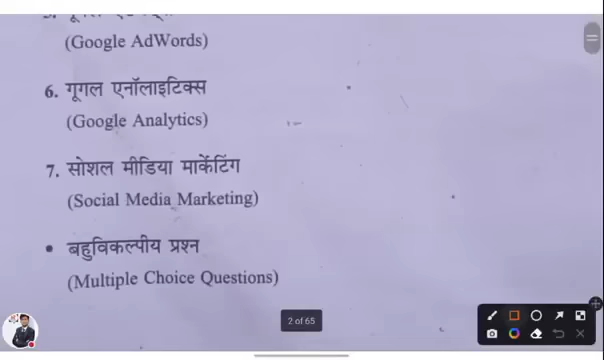 (Google AdWords)
6. गूगल एनॉलाइटिक्स
(Google Analytics)
7. सोशल मीडिया मार्केटिंग
(Social Media Marketing)
• बहुविकल्पीय प्रश्न
(Multiple Choice Questions)
2 of 65